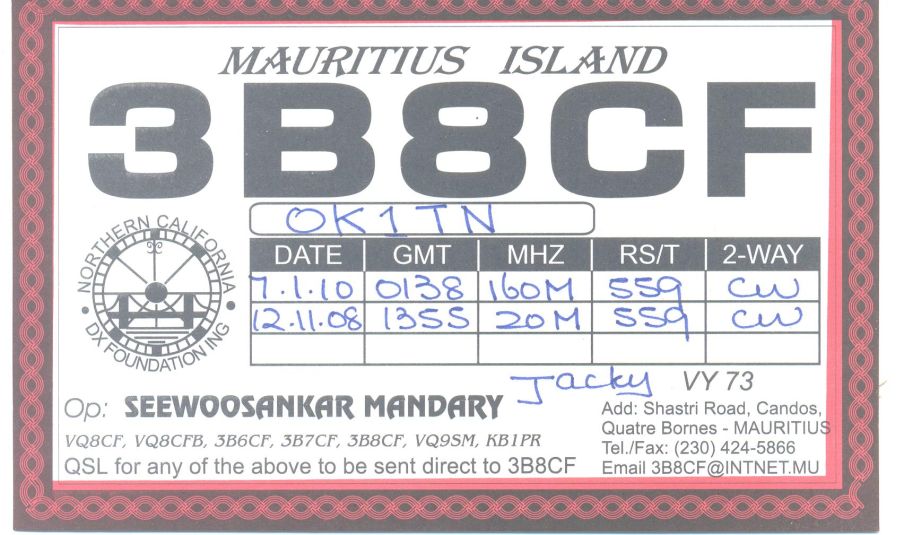 MAURITIUS ISLAND
3B8CF
OK1TN
NORTHERN CALIFORNIA
DX FOUNDATION ING
DATE GMT MHZ RS/T 2-WAY
7.1.10 0138 160M 559 CW
12.11.08 1355 20M 559 CW
Jacky VY 73
Op: SEEWOOSANKAR MANDARY
VQ8CF, VQ8CFB, 3B6CF, 3B7CF, 3B8CF, VQ9SM, KB1PR
QSL for any of the above to be sent direct to 3B8CF
Add: Shastri Road, Candos,
Quatre Bornes - MAURITIUS
Tel./Fax: (230) 424-5866
Email 3B8CF@INTNET.MU